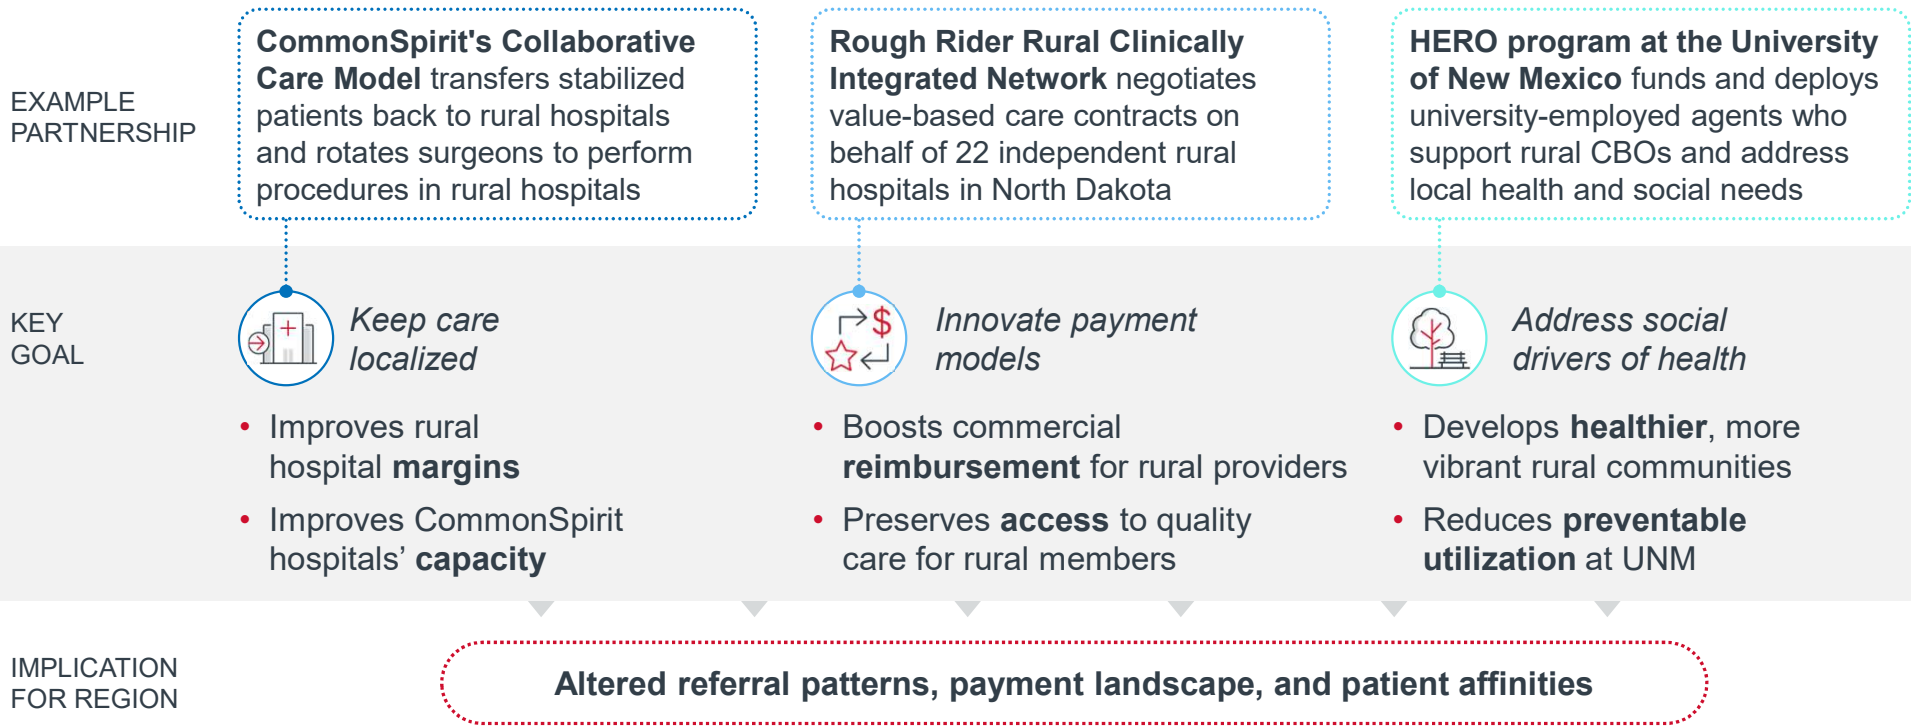 EXAMPLE
PARTNERSHIP
CommonSpirit's Collaborative
Care Model transfers stabilized
patients back to rural hospitals
and rotates surgeons to perform
procedures in rural hospitals
Rough Rider Rural Clinically
Integrated Network negotiates
value-based care contracts on
behalf of 22 independent rural
hospitals in North Dakota
HERO program at the University
of New Mexico funds and deploys
university-employed agents who
support rural CBOs and address
local health and social needs
KEY
GOAL
Keep care
localized
• Improves rural
hospital margins
• Improves CommonSpirit
hospitals’ capacity
$
Innovate payment
models
• Boosts commercial
reimbursement for rural providers
• Preserves access to quality
care for rural members
Address social
drivers of health
• Develops healthier, more
vibrant rural communities
• Reduces preventable
utilization at UNM
IMPLICATION
FOR REGION
Altered referral patterns, payment landscape, and patient affinities